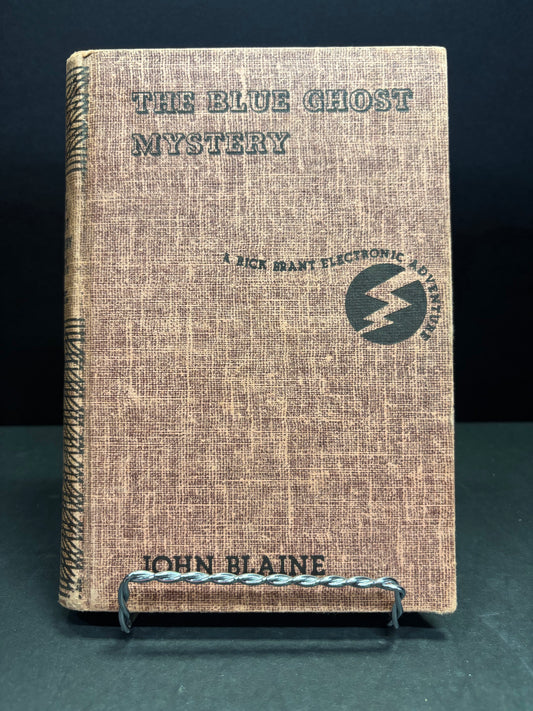 THE BLUE GHOST
MYSTERY
A RICK BRANT ELECTRONIC ADVENTURE
JOHN BLAINE